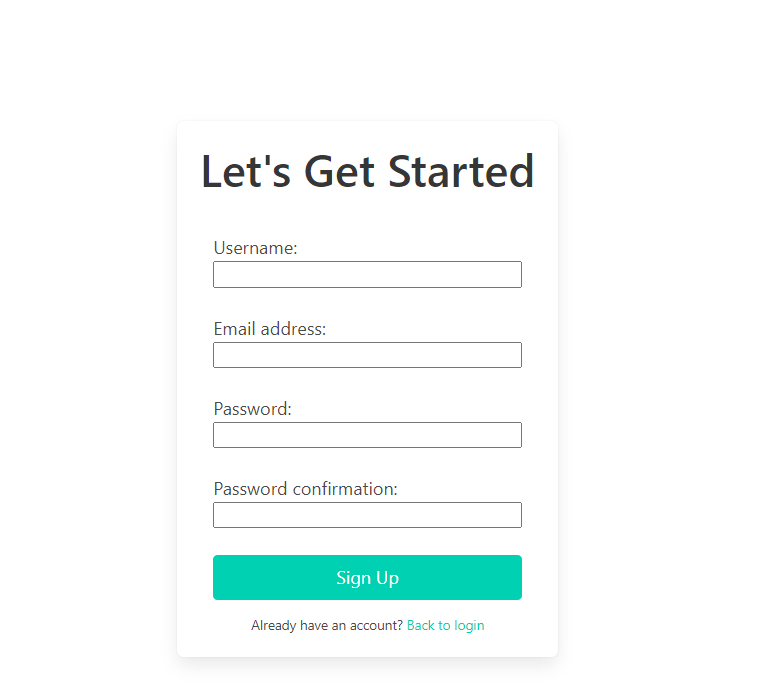 Let's Get Started
Username:
Email address:
Password:
Password confirmation:
Sign Up
Already have an account? Back to login